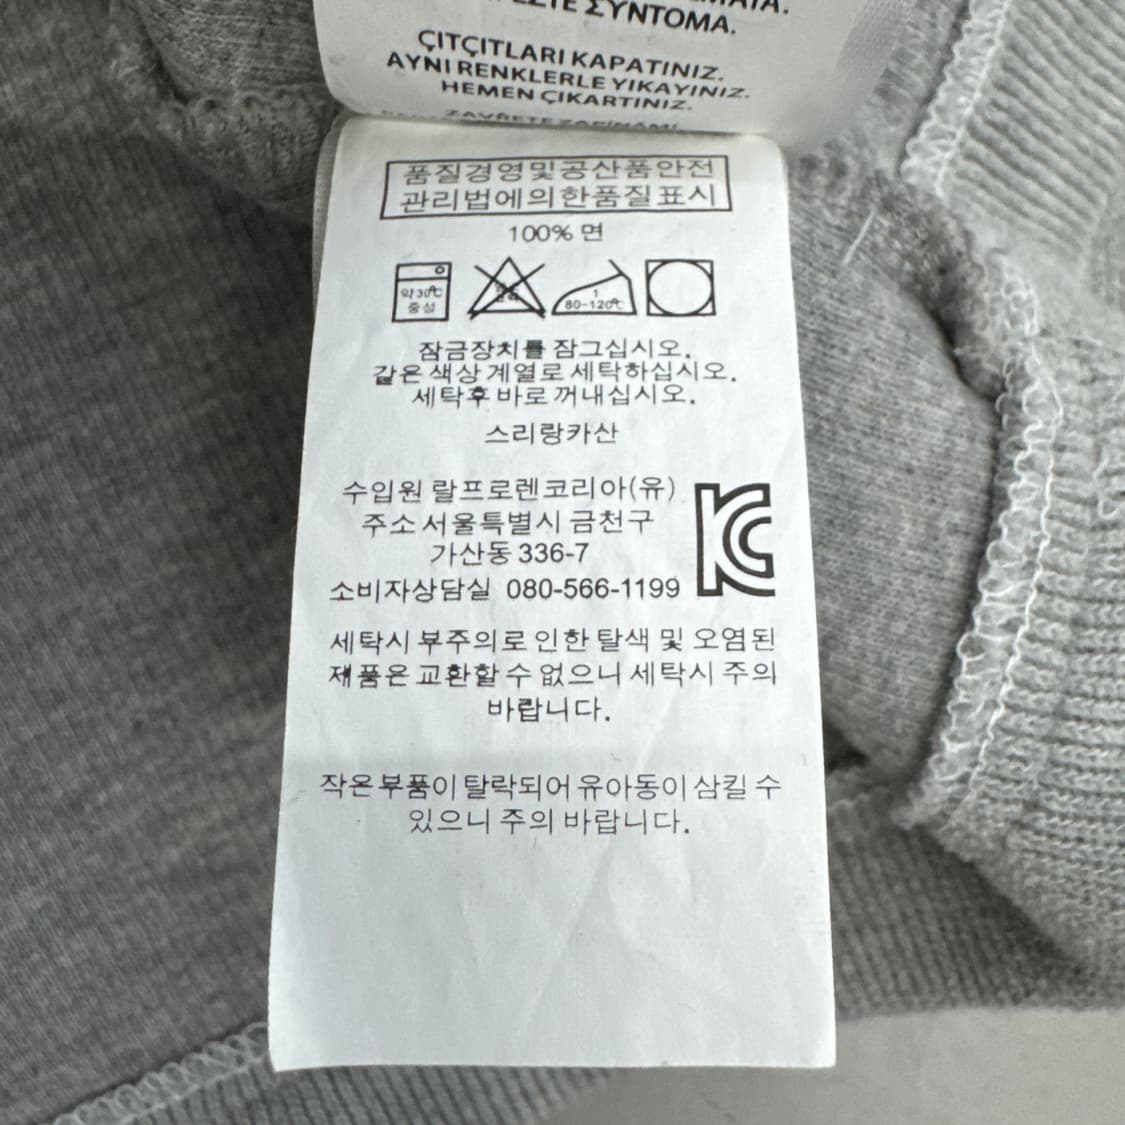 ΣΥΝΤΟΜΑ.
ÇITÇITLARI KAPATINIZ.
AYNI RENKLERLE YIKAYINIZ.
HEMEN ÇIKARTINIZ.
ZAVŘETE ZAPÍNÁMÍ
품질경영및공산품안전
관리법에의한품질표시
100% 면
약30℃
중성
1
80-120℃
잠금장치를 잠그십시오.
같은 색상 계열로 세탁하십시오.
세탁후 바로 꺼내십시오.
스리랑카산
수입원 랄프로렌코리아(유)
주소 서울특별시 금천구
가산동 336-7
소비자상담실 080-566-1199
세탁시 부주의로 인한 탈색 및 오염된
제품은 교환할 수 없으니 세탁시 주의
바랍니다.
작은 부품이 탈락되어 유아동이 삼킬 수
있으니 주의 바랍니다.